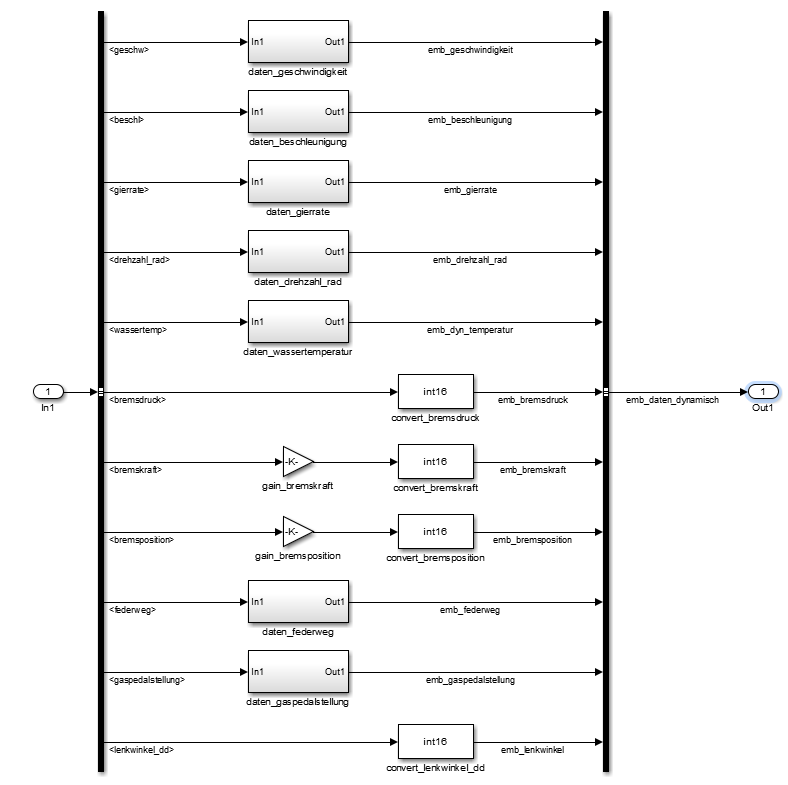 In1 Out1
<geschw> emb_geschwindigkeit
daten_geschwindigkeit
In1 Out1
<beschl> emb_beschleunigung
daten_beschleunigung
In1 Out1
<gierrate> emb_gierrate
daten_gierrate
In1 Out1
<drehzahl_rad> emb_drehzahl_rad
daten_drehzahl_rad
In1 Out1
<wassertemp> emb_dyn_temperatur
daten_wassertemperatur
1 int16 1
<bremsdruck> emb_bremsdruck emb_daten_dynamisch
In1 convert_bremsdruck Out1
-K- int16
<bremskraft> emb_bremskraft
gain_bremskraft convert_bremskraft
-K- int16
<bremsposition> emb_bremsposition
gain_bremsposition convert_bremsposition
In1 Out1
<federweg> emb_federweg
daten_federweg
In1 Out1
<gaspedalstellung> emb_gaspedalstellung
daten_gaspedalstellung
int16
<lenkwinkel_dd> emb_lenkwinkel
convert_lenkwinkel_dd